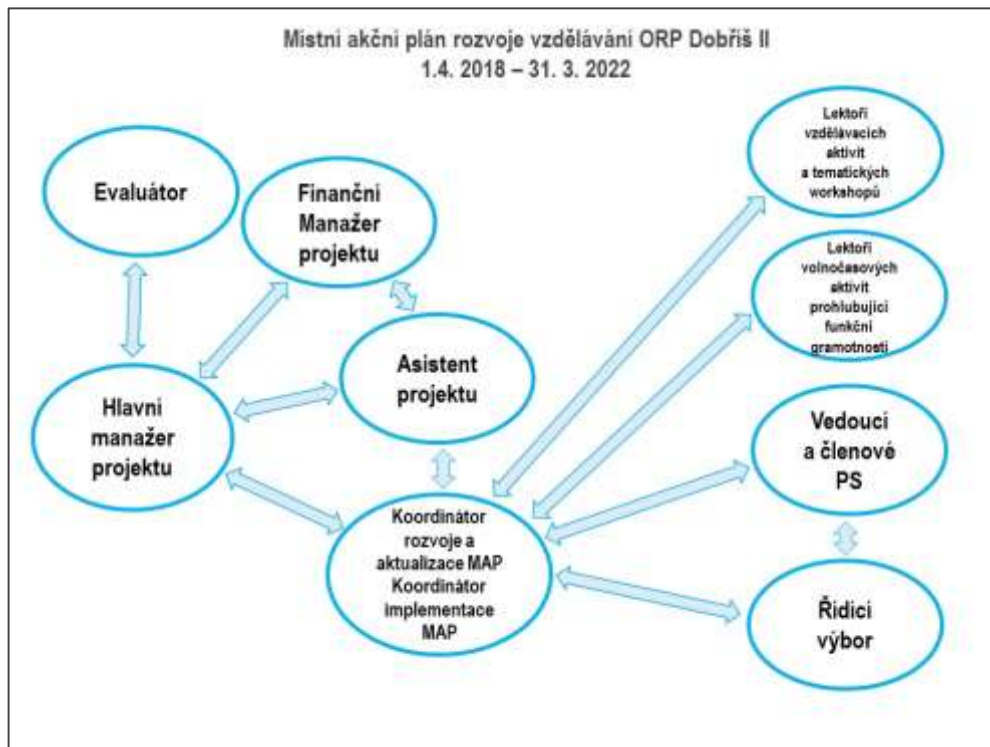 Místní akční plán rozvoje vzdělávání ORP Dobříš II
1.4. 2018 – 31. 3. 2022
Evaluátor
Finanční
Manažer
projektu
Asistent
projektu
Hlavní
manažer
projektu
Koordinátor
rozvoje a
aktualizace MAP
Koordinátor
implementace
MAP
Lektoři
vzdělávacích
aktivit
a tematických
workshopů
Lektoři
volnočasových
aktivit
prohlubující
funkční
gramotnosti
Vedoucí
a členové
PS
Řídící
výbor